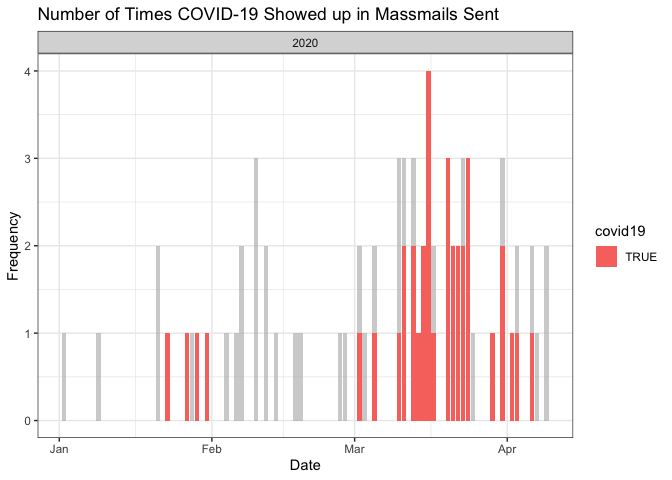 Number of Times COVID-19 Showed up in Massmails Sent
2020
4
3
2
1
0
Frequency
Jan Feb Mar Apr
Date
covid19
TRUE